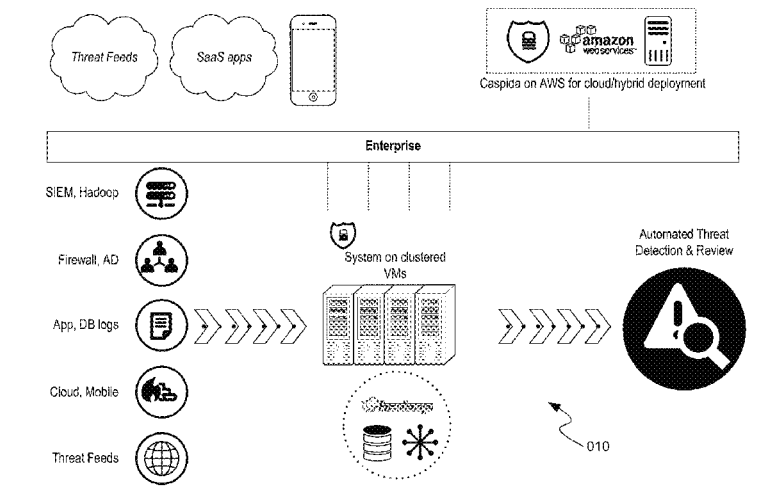 Threat Feeds
SaaS apps
amazon
webservices™
Caspida on AWS for cloud/hybrid deployment
Enterprise
SIEM, Hadoop
Firewall, AD
App, DB logs
Cloud, Mobile
Threat Feeds
System on clustered
VMs
Automated Threat
Detection & Review
010